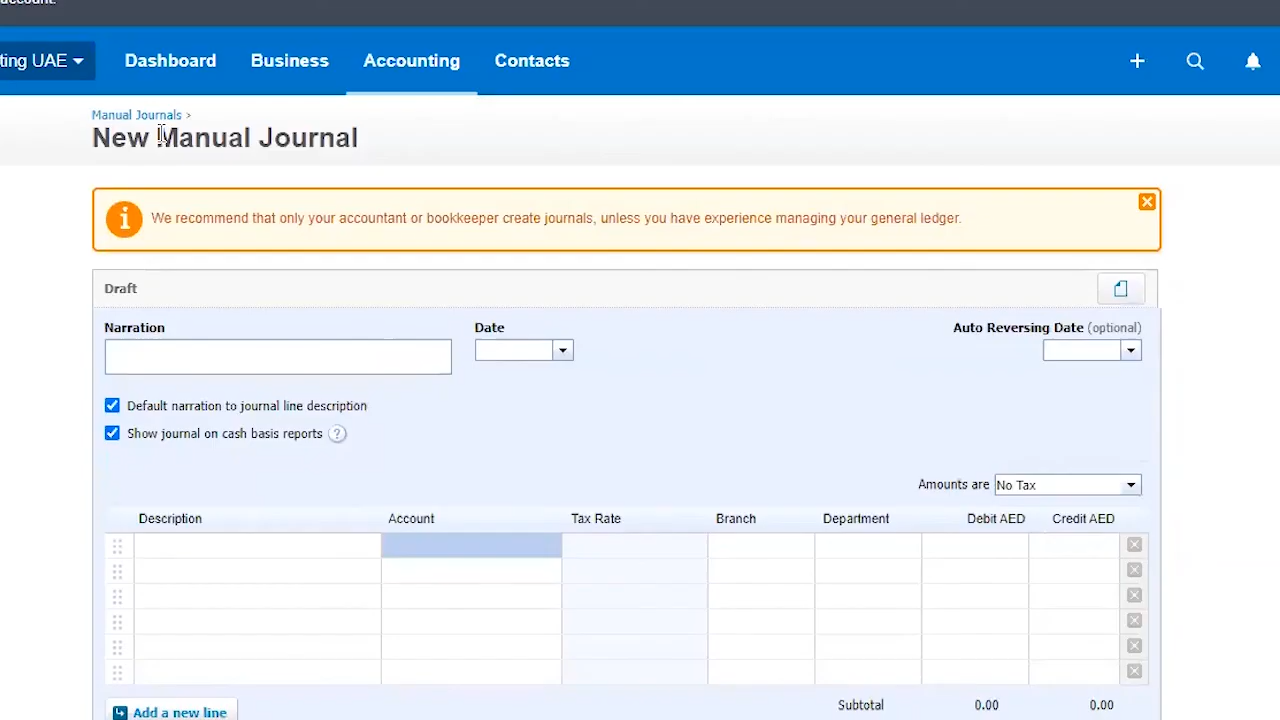 account.
ting UAE Dashboard Business Accounting Contacts
Manual Journals >
New Manual Journal
We recommend that only your accountant or bookkeeper create journals, unless you have experience managing your general ledger.
Draft
Narration Date Auto Reversing Date (optional)
Default narration to journal line description
Show journal on cash basis reports ?
Amounts are No Tax
Description Account Tax Rate Branch Department Debit AED Credit AED
Add a new line Subtotal 0.00 0.00